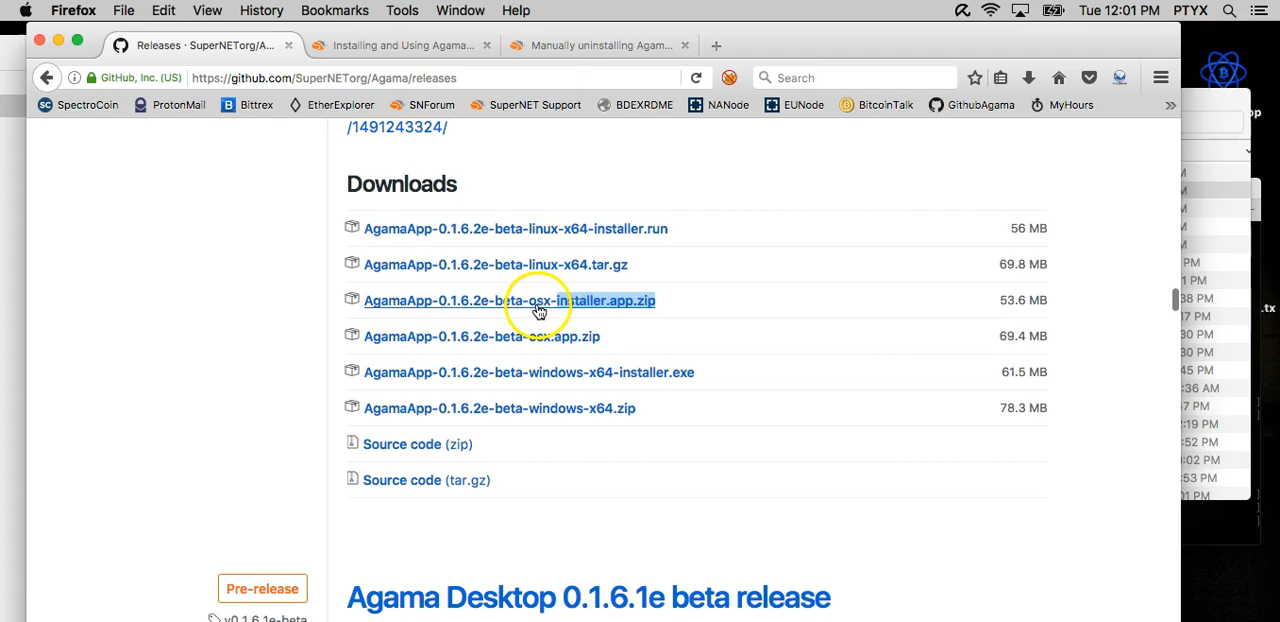 Firefox File Edit View History Bookmarks Tools Window Help Tue 12:01 PM PTYX
Releases · SuperNETorg/A... Installing and Using Agama... Manually uninstalling Agam...
GitHub, Inc. (US) https://github.com/SuperNETorg/Agama/releases Search
SpectroCoin ProtonMail Bittrex EtherExplorer SNForum SuperNET Support BDEXRDME NANode EUNode BitcoinTalk GithubAgama MyHours
/1491243324/
Downloads
AgamaApp-0.1.6.2e-beta-linux-x64-installer.run 56 MB
AgamaApp-0.1.6.2e-beta-linux-x64.tar.gz 69.8 MB
AgamaApp-0.1.6.2e-beta-osx-installer.app.zip 53.6 MB
AgamaApp-0.1.6.2e-beta-osx.app.zip 69.4 MB
AgamaApp-0.1.6.2e-beta-windows-x64-installer.exe 61.5 MB
AgamaApp-0.1.6.2e-beta-windows-x64.zip 78.3 MB
Source code (zip)
Source code (tar.gz)
Pre-release Agama Desktop 0.1.6.1e beta release
v0.1.6.1e-beta